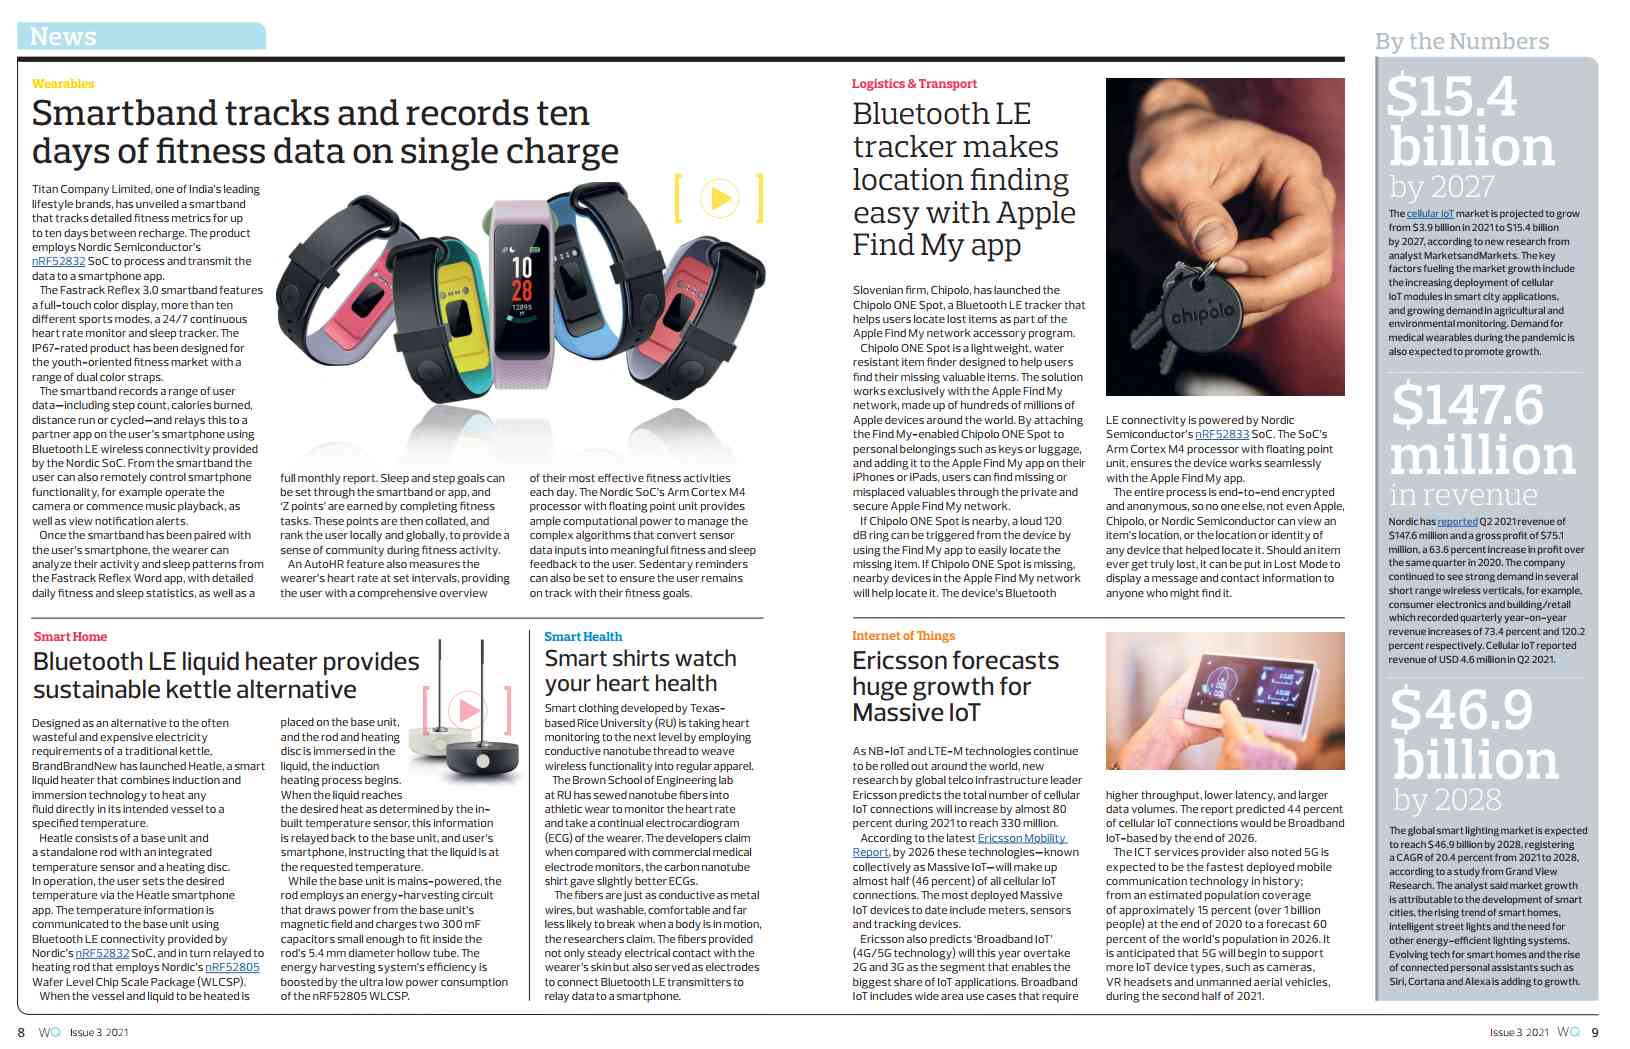 News
Wearables
Smartband tracks and records ten
days of fitness data on single charge
Titan Company Limited, one of India's leading
lifestyle brands, has unveiled a smartband
that tracks detailed fitness metrics for up
to ten days between recharge. The product
employs Nordic Semiconductor's
nRF52832 SoC to process and transmit the
data to a smartphone app.
The Fastrack Reflex 3.0 smartband features
a full-touch color display, more than ten
different sports modes, a 24/7 continuous
heart rate monitor and sleep tracker. The
IP67-rated product has been designed for
the youth-oriented fitness market with a
range of dual color straps.
The smartband records a range of user
data—including step count, calories burned,
distance run or cycled—and relays this to a
partner app on the user's smartphone using
Bluetooth LE wireless connectivity provided
by the Nordic SoC. From the smartband the
user can also remotely control smartphone
functionality, for example operate the
camera or commence music playback, as
well as view notification alerts.
Once the smartband has been paired with
the user's smartphone, the wearer can
analyze their activity and sleep patterns from
the Fastrack Reflex Word app, with detailed
daily fitness and sleep statistics, as well as a
10
28
12895
full monthly report. Sleep and step goals can
be set through the smartband or app, and
'Z points' are earned by completing fitness
tasks. These points are then collated, and
rank the user locally and globally, to provide a
sense of community during fitness activity.
An AutoHR feature also measures the
wearer's heart rate at set intervals, providing
the user with a comprehensive overview
of their most effective fitness activities
each day. The Nordic SoC's Arm Cortex M4
processor with floating point unit provides
ample computational power to manage the
complex algorithms that convert sensor
data inputs into meaningful fitness and sleep
feedback to the user. Sedentary reminders
can also be set to ensure the user remains
on track with their fitness goals.
Smart Home
Bluetooth LE liquid heater provides
sustainable kettle alternative
Designed as an alternative to the often
wasteful and expensive electricity
requirements of a traditional kettle,
BrandBrandNew has launched Heatle, a smart
liquid heater that combines induction and
immersion technology to heat any
fluid directly in its intended vessel to a
specified temperature.
Heatle consists of a base unit and
a standalone rod with an integrated
temperature sensor and a heating disc.
In operation, the user sets the desired
temperature via the Heatle smartphone
app. The temperature information is
communicated to the base unit using
Bluetooth LE connectivity provided by
Nordic's nRF52832 SoC, and in turn relayed to
heating rod that employs Nordic's nRF52805
Wafer Level Chip Scale Package (WLCSP).
When the vessel and liquid to be heated is
placed on the base unit,
and the rod and heating
disc is immersed in the
liquid, the induction
heating process begins.
When the liquid reaches
the desired heat as determined by the in-
built temperature sensor, this information
is relayed back to the base unit, and user's
smartphone, instructing that the liquid is at
the requested temperature.
While the base unit is mains-powered, the
rod employs an energy-harvesting circuit
that draws power from the base unit's
magnetic field and charges two 300 mF
capacitors small enough to fit inside the
rod's 5.4 mm diameter hollow tube. The
energy harvesting system's efficiency is
boosted by the ultra low power consumption
of the nRF52805 WLCSP.
Smart Health
Smart shirts watch
your heart health
Smart clothing developed by Texas-
based Rice University (RU) is taking heart
monitoring to the next level by employing
conductive nanotube thread to weave
wireless functionality into regular apparel.
The Brown School of Engineering lab
at RU has sewed nanotube fibers into
athletic wear to monitor the heart rate
and take a continual electrocardiogram
(ECG) of the wearer. The developers claim
when compared with commercial medical
electrode monitors, the carbon nanotube
shirt gave slightly better ECGs.
The fibers are just as conductive as metal
wires, but washable, comfortable and far
less likely to break when a body is in motion,
the researchers claim. The fibers provided
not only steady electrical contact with the
wearer's skin but also served as electrodes
to connect Bluetooth LE transmitters to
relay data to a smartphone.
Logistics & Transport
Bluetooth LE
tracker makes
location finding
easy with Apple
Find My app
Slovenian firm, Chipolo, has launched the
Chipolo ONE Spot, a Bluetooth LE tracker that
helps users locate lost items as part of the
Apple Find My network accessory program.
Chipolo ONE Spot is a lightweight, water
resistant item finder designed to help users
find their missing valuable items. The solution
works exclusively with the Apple Find My
network, made up of hundreds of millions of
Apple devices around the world. By attaching
the Find My-enabled Chipolo ONE Spot to
personal belongings such as keys or luggage,
and adding it to the Apple Find My app on their
iPhones or iPads, users can find missing or
misplaced valuables through the private and
secure Apple Find My network.
If Chipolo ONE Spot is nearby, a loud 120
dB ring can be triggered from the device by
using the Find My app to easily locate the
missing item. If Chipolo ONE Spot is missing,
nearby devices in the Apple Find My network
will help locate it. The device's Bluetooth
chipolo
LE connectivity is powered by Nordic
Semiconductor's nRF52833 SoC. The SoC's
Arm Cortex M4 processor with floating point
unit, ensures the device works seamlessly
with the Apple Find My app.
The entire process is end-to-end encrypted
and anonymous, so no one else, not even Apple,
Chipolo, or Nordic Semiconductor can view an
item's location, or the location or identity of
any device that helped locate it. Should an item
ever get truly lost, it can be put in Lost Mode to
display a message and contact information to
anyone who might find it.
Internet of Things
Ericsson forecasts
huge growth for
Massive IoT
As NB-IoT and LTE-M technologies continue
to be rolled out around the world, new
research by global telco infrastructure leader
Ericsson predicts the total number of cellular
IoT connections will increase by almost 80
percent during 2021 to reach 330 million.
According to the latest Ericsson Mobility
Report, by 2026 these technologies—known
collectively as Massive IoT—will make up
almost half (46 percent) of all cellular IoT
connections. The most deployed Massive
IoT devices to date include meters, sensors
and tracking devices.
Ericsson also predicts 'Broadband IoT'
(4G/5G technology) will this year overtake
2G and 3G as the segment that enables the
biggest share of IoT applications. Broadband
IoT includes wide area use cases that require
higher throughput, lower latency, and larger
data volumes. The report predicted 44 percent
of cellular IoT connections would be Broadband
IoT-based by the end of 2026.
The ICT services provider also noted 5G is
expected to be the fastest deployed mobile
communication technology in history;
from an estimated population coverage
of approximately 15 percent (over 1 billion
people) at the end of 2020 to a forecast 60
percent of the world's population in 2026. It
is anticipated that 5G will begin to support
more IoT device types, such as cameras,
VR headsets and unmanned aerial vehicles,
during the second half of 2021.
By the Numbers
$15.4
billion
by 2027
The cellular IoT market is projected to grow
from $3.9 billion in 2021 to $15.4 billion
by 2027, according to new research from
analyst MarketsandMarkets. The key
factors fueling the market growth include
the increasing deployment of cellular
IoT modules in smart city applications,
and growing demand in agricultural and
environmental monitoring. Demand for
medical wearables during the pandemic is
also expected to promote growth.
$147.6
million
in revenue
Nordic has reported Q2 2021 revenue of
$147.6 million and a gross profit of $75.1
million, a 63.6 percent increase in profit over
the same quarter in 2020. The company
continued to see strong demand in several
short range wireless verticals, for example,
consumer electronics and building/retail
which recorded quarterly year-on-year
revenue increases of 73.4 percent and 120.2
percent respectively. Cellular IoT reported
revenue of USD 4.6 million in Q2 2021.
$46.9
billion
by 2028
The global smart lighting market is expected
to reach $46.9 billion by 2028, registering
a CAGR of 20.4 percent from 2021 to 2028,
according to a study from Grand View
Research. The analyst said market growth
is attributable to the development of smart
cities, the rising trend of smart homes,
intelligent street lights and the need for
other energy-efficient lighting systems.
Evolving tech for smart homes and the rise
of connected personal assistants such as
Siri, Cortana and Alexa is adding to growth.
8 WQ Issue 3 2021
Issue 3 2021 WQ 9